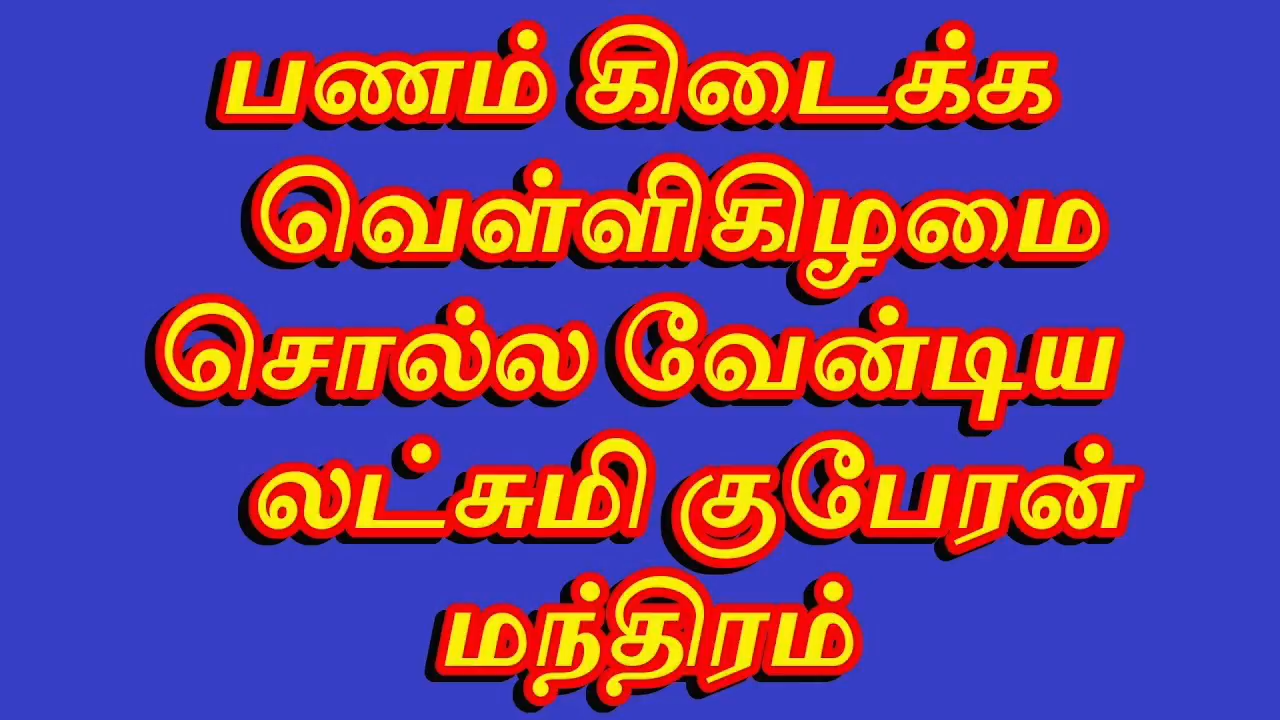 பணம் கிடைக்க
வெள்ளிகிழமை
சொல்ல வேன்டிய
லட்சுமி குபேரன்
மந்திரம்